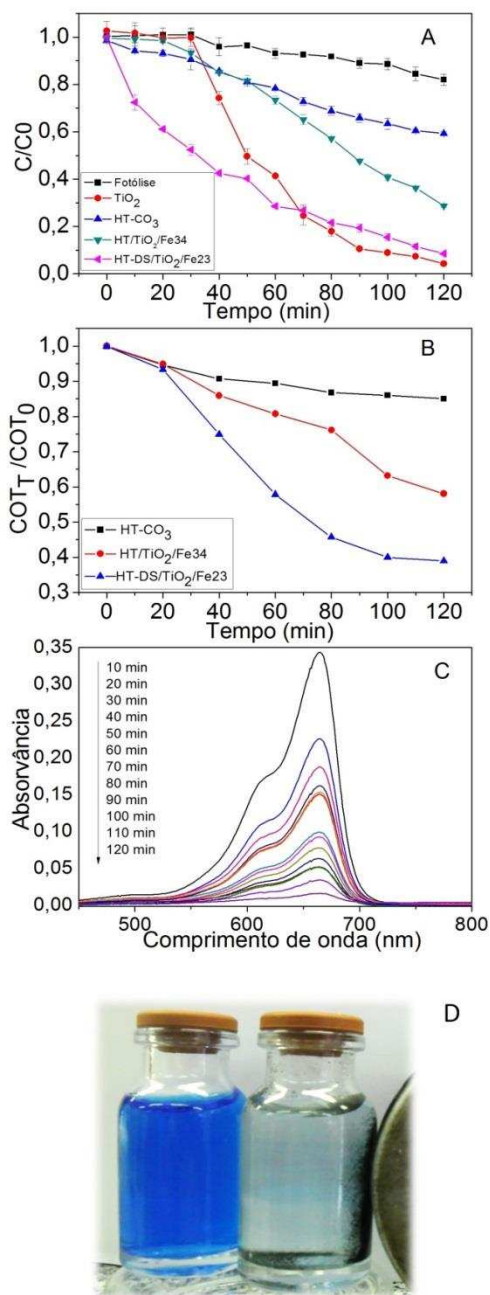 A
1,0
0,8
0,6
0,4
0,2
0,0
C/C0
Fotólise
TiO2
HT-CO3
HT/TiO2/Fe34
HT-DS/TiO2/Fe23
0 20 40 60 80 100 120
Tempo (min)
B
1,0
0,9
0,8
0,7
0,6
0,5
0,4
0,3
COTT/COT0
HT-CO3
HT/TiO2/Fe34
HT-DS/TiO2/Fe23
0 20 40 60 80 100 120
Tempo (min)
C
0,35
0,30
0,25
0,20
0,15
0,10
0,05
0,00
Absorvância
10 min
20 min
30 min
40 min
50 min
60 min
70 min
80 min
90 min
100 min
110 min
120 min
500 600 700 800
Comprimento de onda (nm)
D